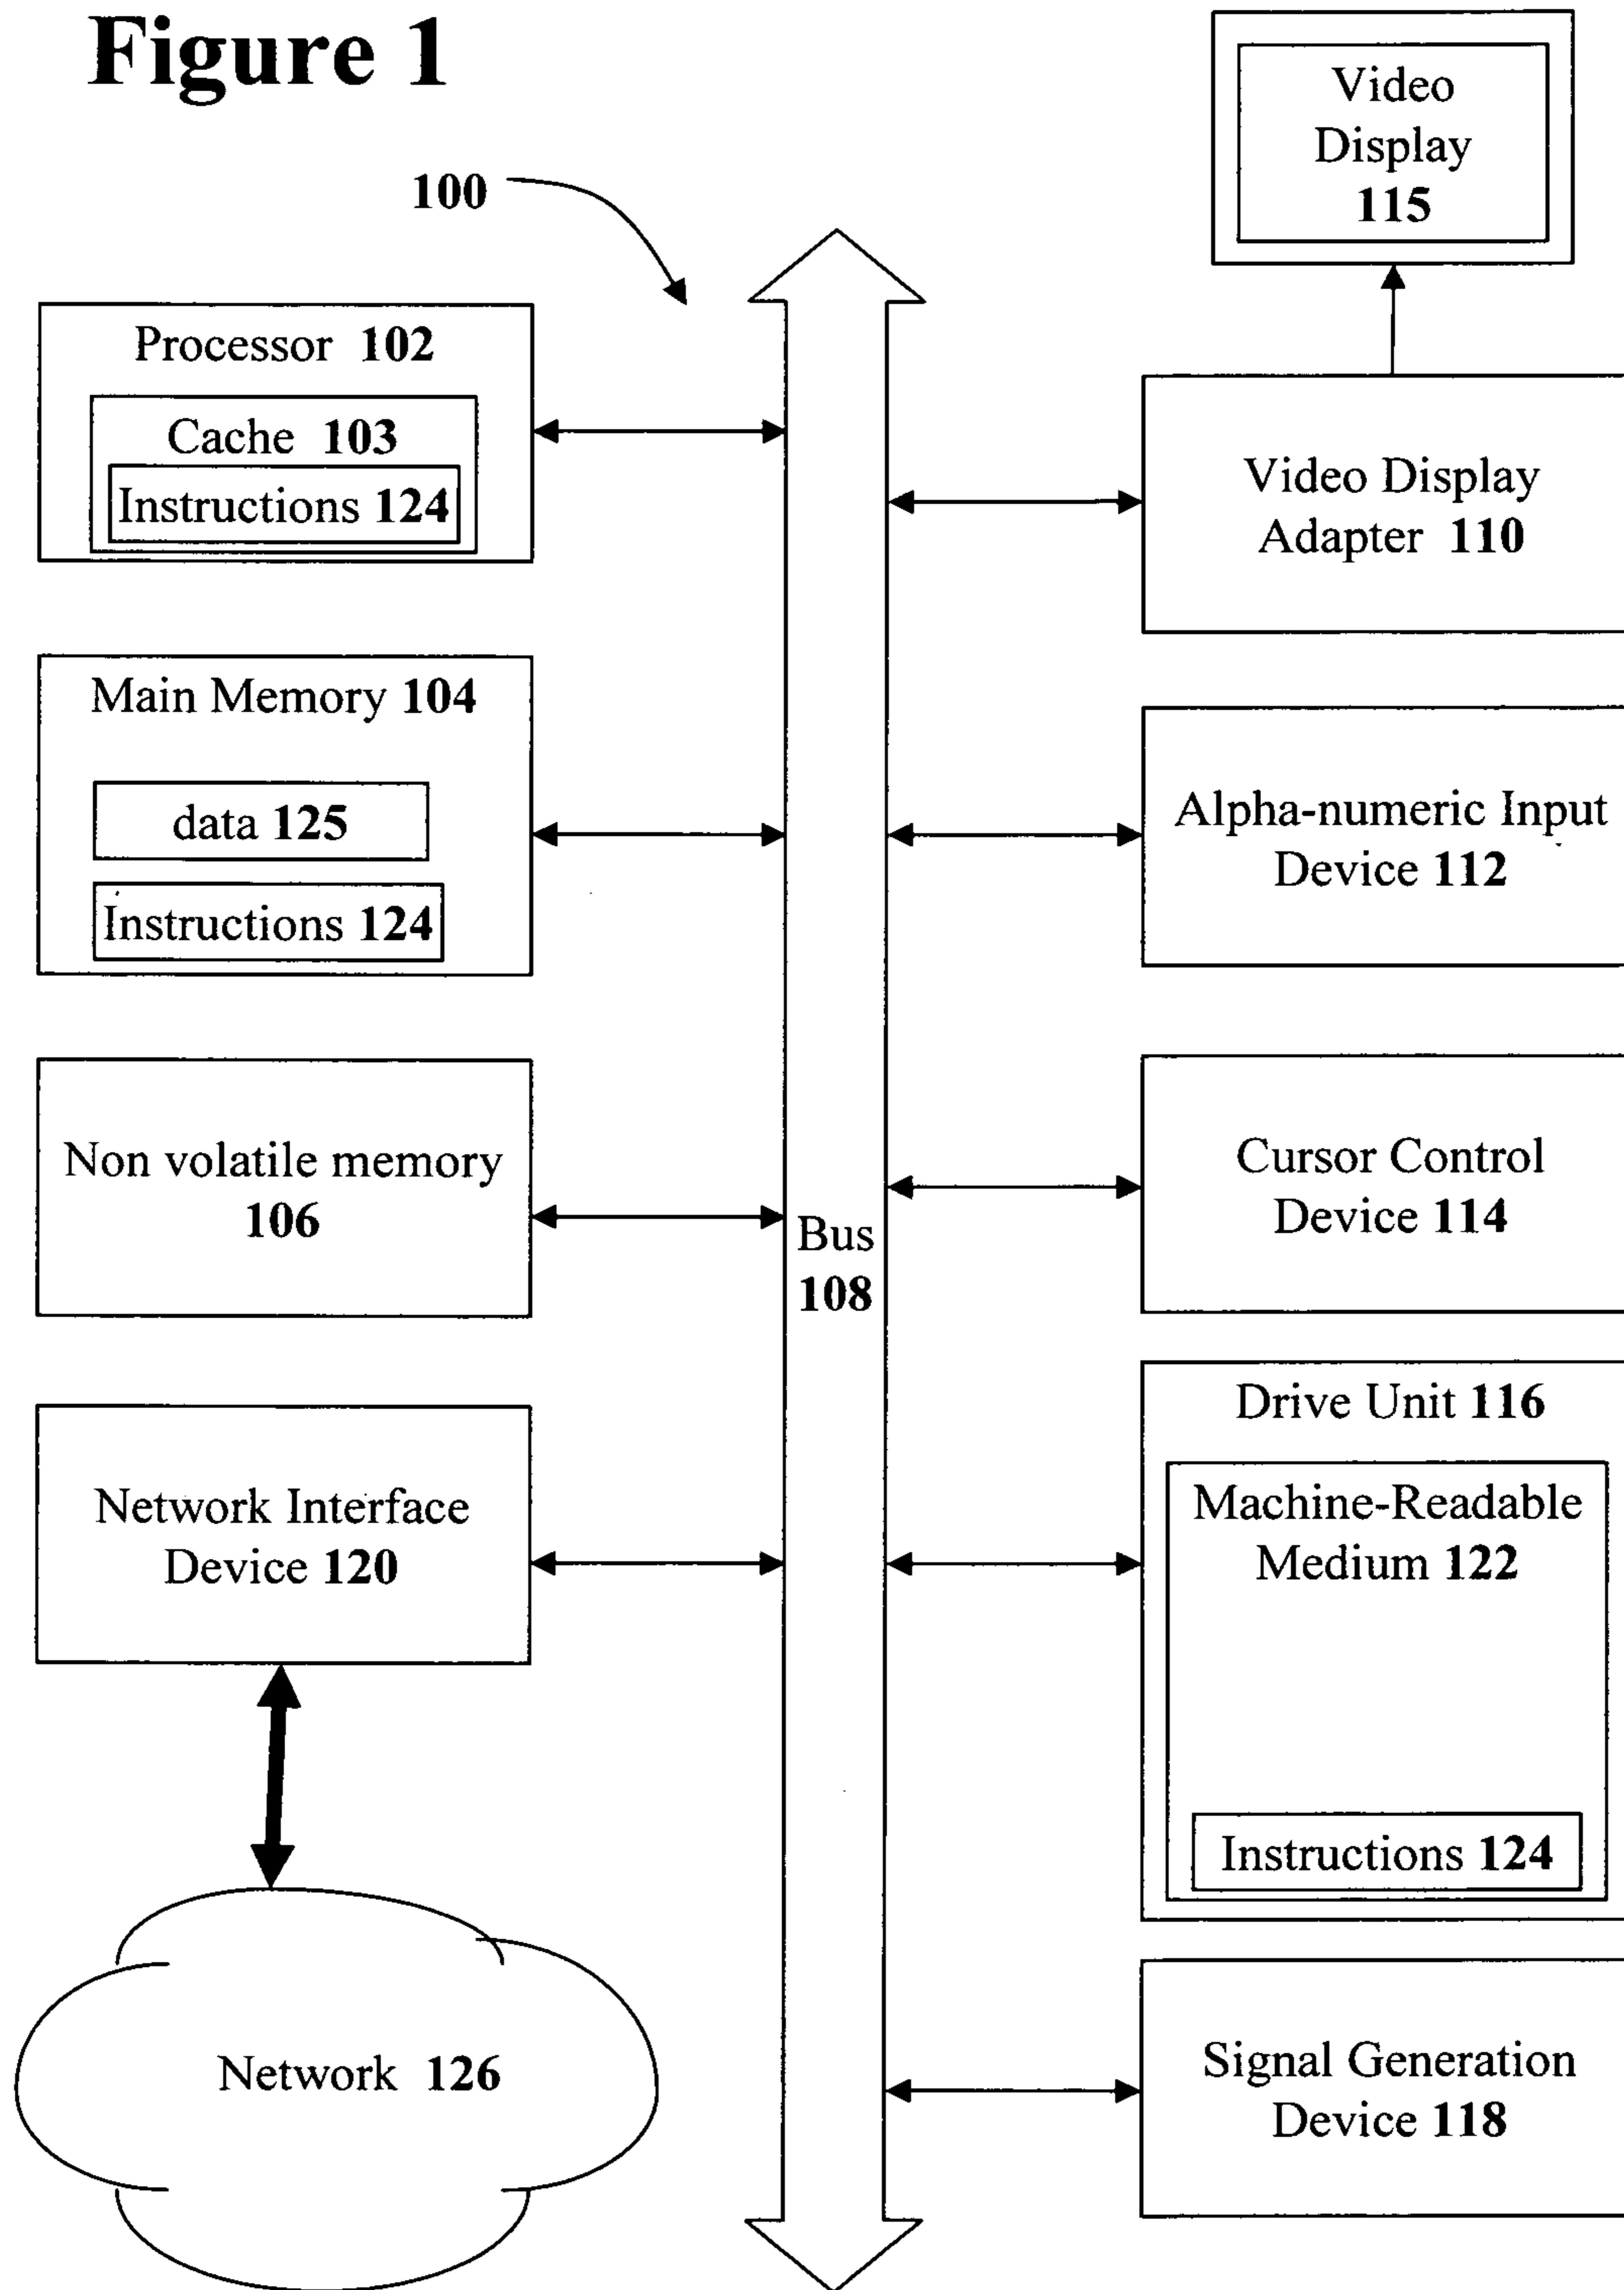 Figure 1
100
Video
Display
115
Processor 102
Cache 103
Instructions 124
Video Display
Adapter 110
Main Memory 104
data 125
Instructions 124
Alpha-numeric Input
Device 112
Non volatile memory
106
Bus
108
Cursor Control
Device 114
Network Interface
Device 120
Drive Unit 116
Machine-Readable
Medium 122
Instructions 124
Network 126
Signal Generation
Device 118